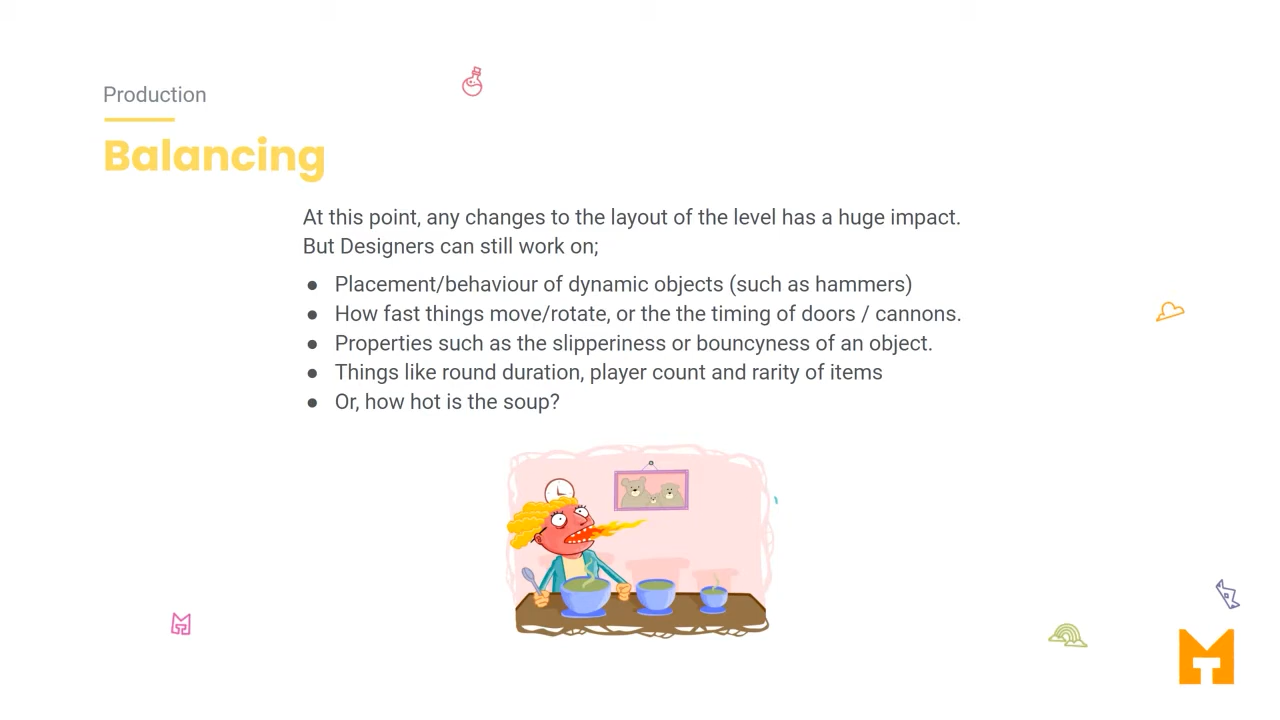 Production
Balancing
At this point, any changes to the layout of the level has a huge impact.
But Designers can still work on;
● Placement/behaviour of dynamic objects (such as hammers)
● How fast things move/rotate, or the the timing of doors / cannons.
● Properties such as the slipperiness or bouncyness of an object.
● Things like round duration, player count and rarity of items
● Or, how hot is the soup?